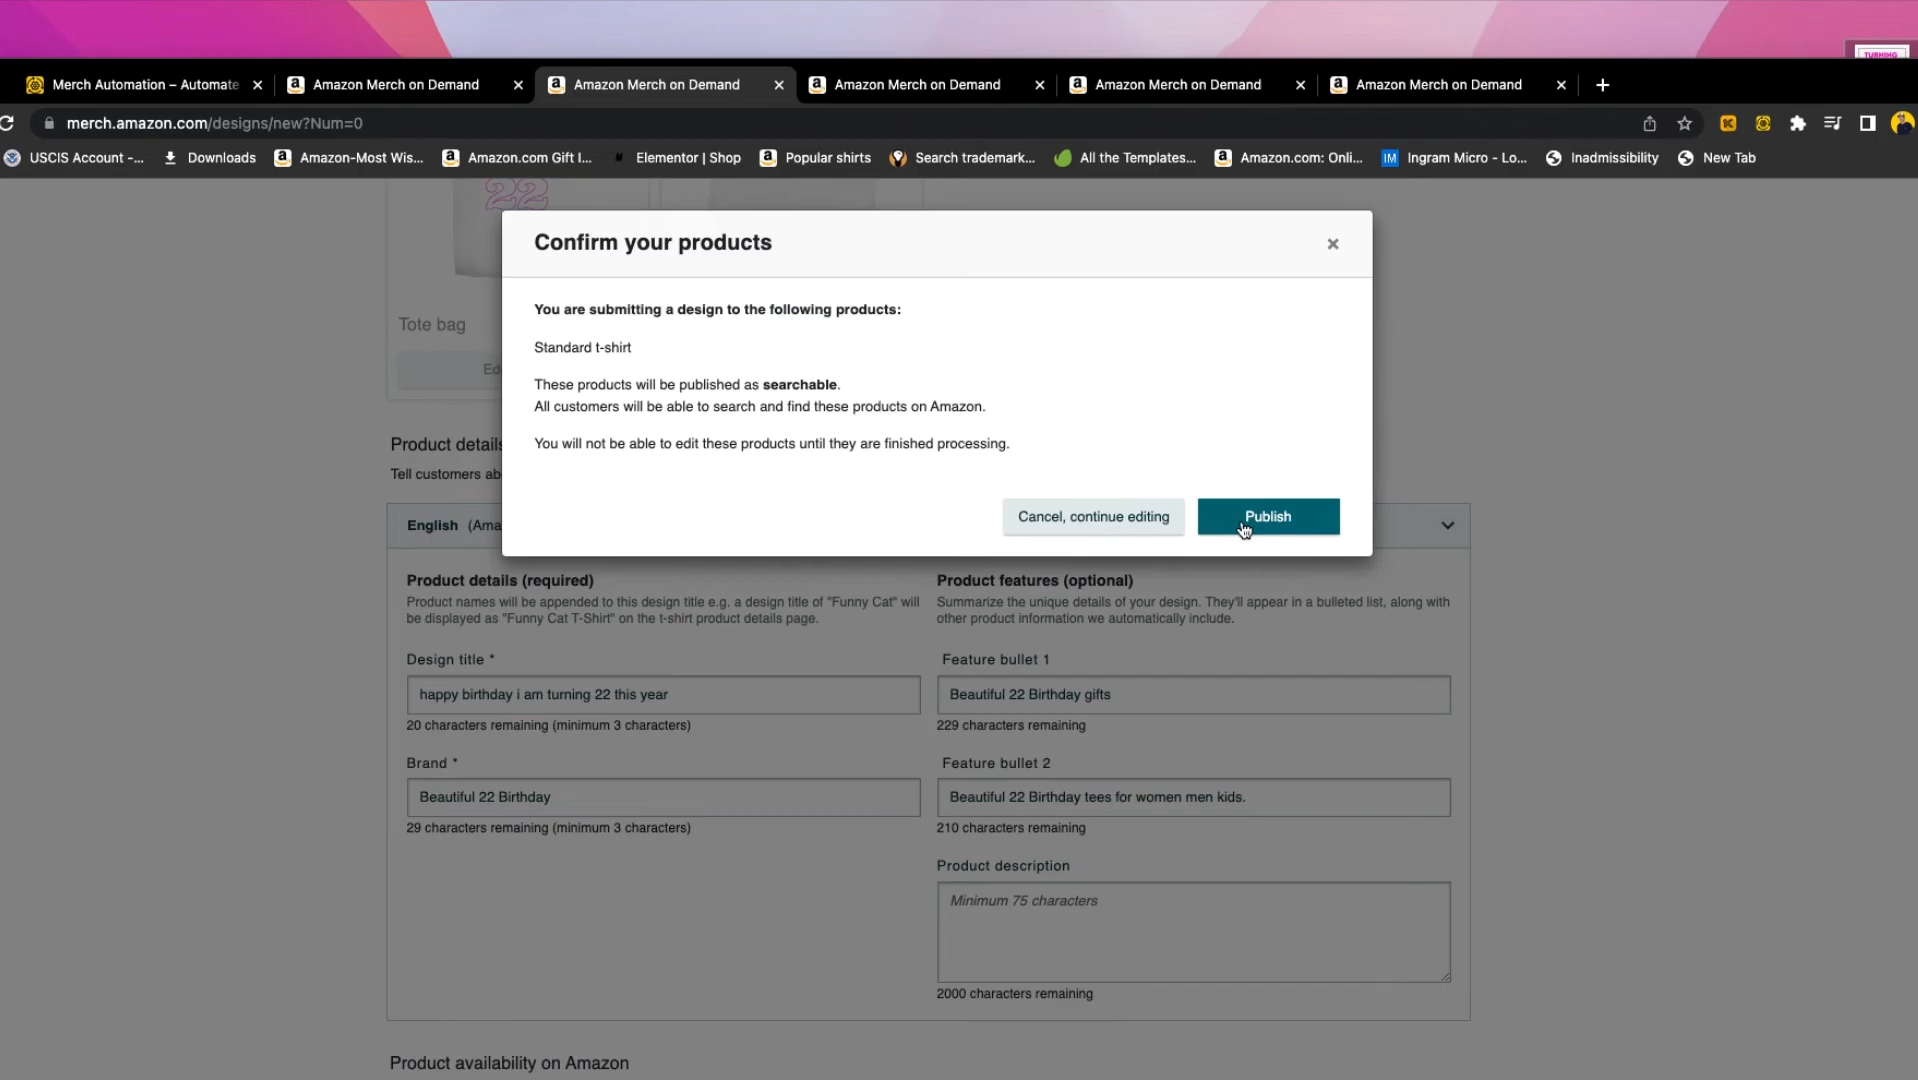 TURNING
Merch Automation – Automate
Amazon Merch on Demand
Amazon Merch on Demand
Amazon Merch on Demand
Amazon Merch on Demand
Amazon Merch on Demand
merch.amazon.com/designs/new?Num=0
USCIS Account -...
Downloads
Amazon-Most Wis...
Amazon.com Gift I...
Elementor | Shop
Popular shirts
Search trademark...
All the Templates...
Amazon.com: Onli...
IM
Ingram Micro - Lo...
Inadmissibility
New Tab
22
Confirm your products
You are submitting a design to the following products:
Standard t-shirt
These products will be published as searchable.
All customers will be able to search and find these products on Amazon.
You will not be able to edit these products until they are finished processing.
Cancel, continue editing
Publish
Tote bag
Ed
Product details
Tell customers ab
English (Ama
Product details (required)
Product names will be appended to this design title e.g. a design title of "Funny Cat" will
be displayed as "Funny Cat T-Shirt" on the t-shirt product details page.
Design title *
happy birthday i am turning 22 this year
20 characters remaining (minimum 3 characters)
Brand *
Beautiful 22 Birthday
29 characters remaining (minimum 3 characters)
Product features (optional)
Summarize the unique details of your design. They'll appear in a bulleted list, along with
other product information we automatically include.
Feature bullet 1
Beautiful 22 Birthday gifts
229 characters remaining
Feature bullet 2
Beautiful 22 Birthday tees for women men kids.
210 characters remaining
Product description
Minimum 75 characters
2000 characters remaining
Product availability on Amazon